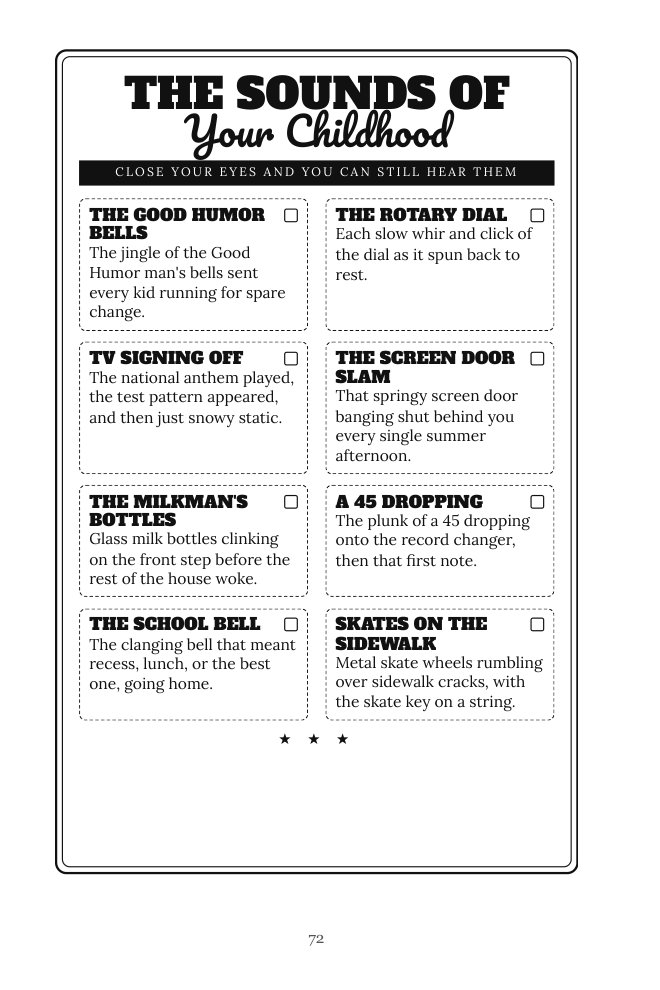 THE SOUNDS OF
Your Childhood
CLOSE YOUR EYES AND YOU CAN STILL HEAR THEM
THE GOOD HUMOR
BELLS
The jingle of the Good
Humor man's bells sent
every kid running for spare
change.
THE ROTARY DIAL
Each slow whir and click of
the dial as it spun back to
rest.
TV SIGNING OFF
The national anthem played,
the test pattern appeared,
and then just snowy static.
THE SCREEN DOOR
SLAM
That springy screen door
banging shut behind you
every single summer
afternoon.
THE MILKMAN'S
BOTTLES
Glass milk bottles clinking
on the front step before the
rest of the house woke.
A 45 DROPPING
The plunk of a 45 dropping
onto the record changer,
then that first note.
THE SCHOOL BELL
The clanging bell that meant
recess, lunch, or the best
one, going home.
SKATES ON THE
SIDEWALK
Metal skate wheels rumbling
over sidewalk cracks, with
the skate key on a string.
72